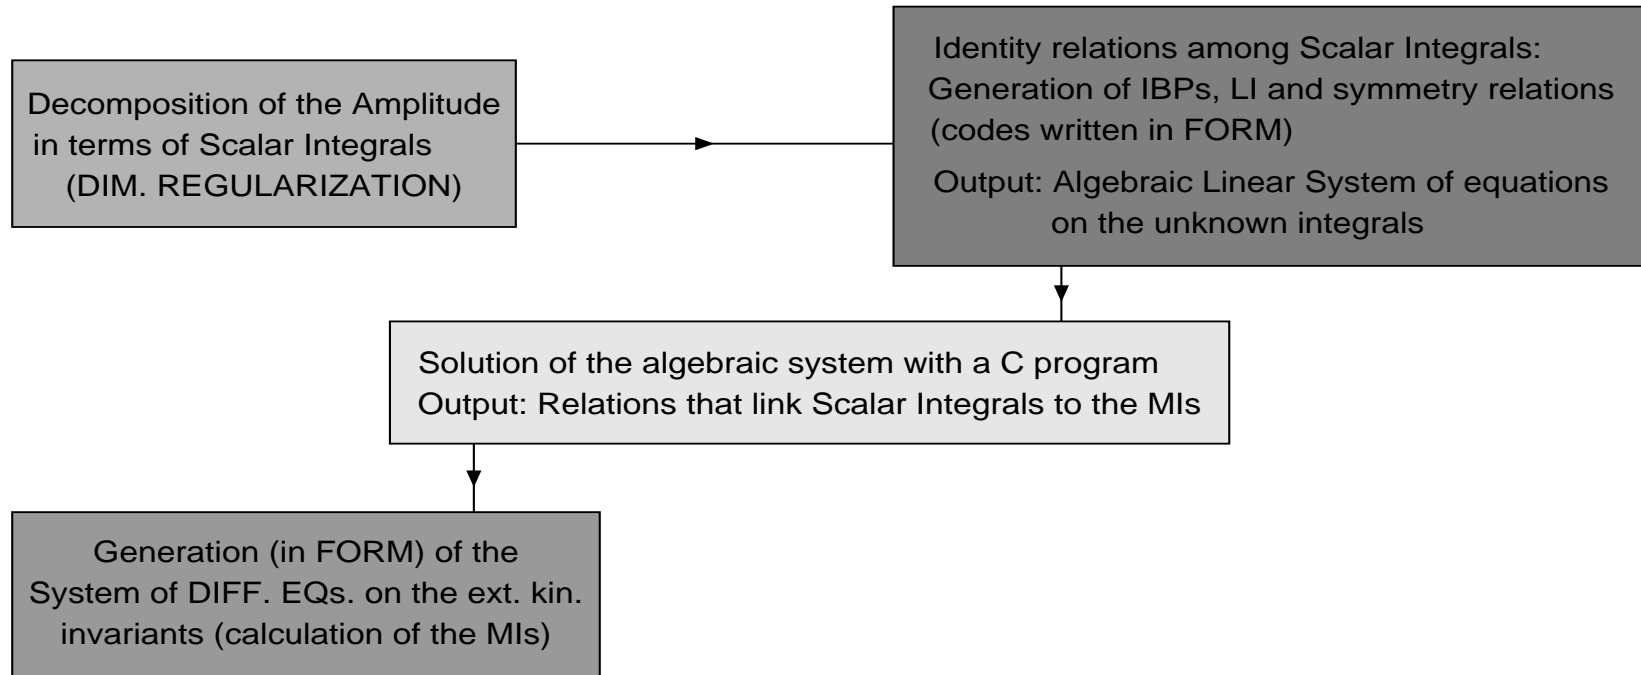 Decomposition of the Amplitude
in terms of Scalar Integrals
(DIM. REGULARIZATION)
Identity relations among Scalar Integrals:
Generation of IBPs, LI and symmetry relations
(codes written in FORM)
Output: Algebraic Linear System of equations
on the unknown integrals
Solution of the algebraic system with a C program
Output: Relations that link Scalar Integrals to the MIs
Generation (in FORM) of the
System of DIFF. EQs. on the ext. kin.
invariants (calculation of the MIs)